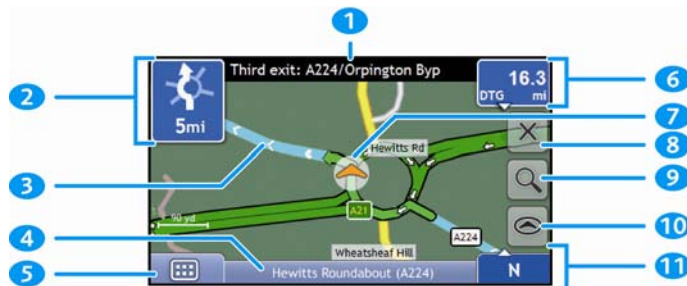 1
Third exit: A224/Orpington Byp
2
5mi
16.3
DTG mi
6
7
8
Hewitts Rd
3
9
A21
90 yd
10
4
A224
Wheatsheaf Hill
5
Hewitts Roundabout (A224)
N
11